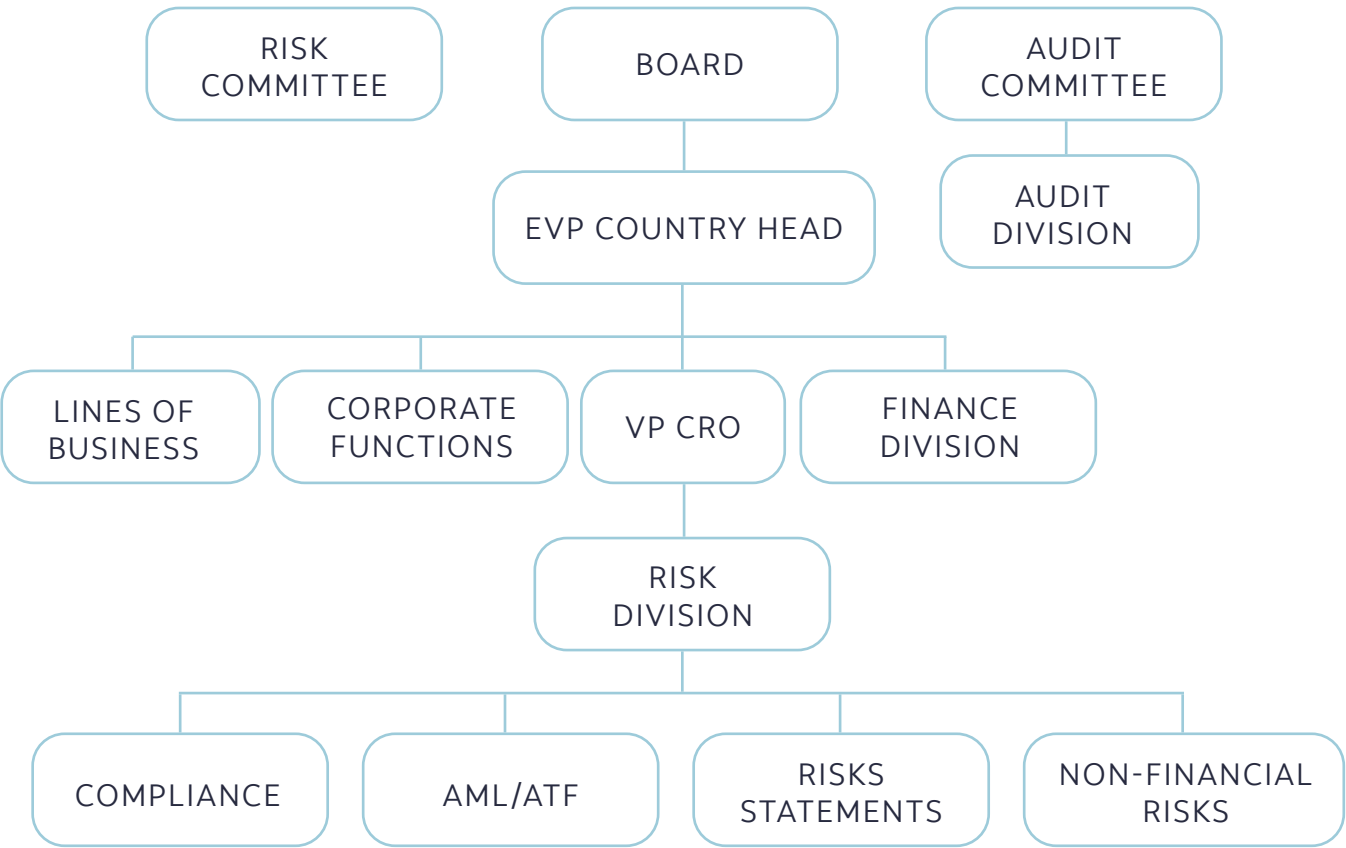 RISK
COMMITTEE
BOARD
AUDIT
COMMITTEE
AUDIT
DIVISION
EVP COUNTRY HEAD
LINES OF
BUSINESS
CORPORATE
FUNCTIONS
VP CRO
FINANCE
DIVISION
RISK
DIVISION
COMPLIANCE
AML/ATF
RISKS
STATEMENTS
NON-FINANCIAL
RISKS